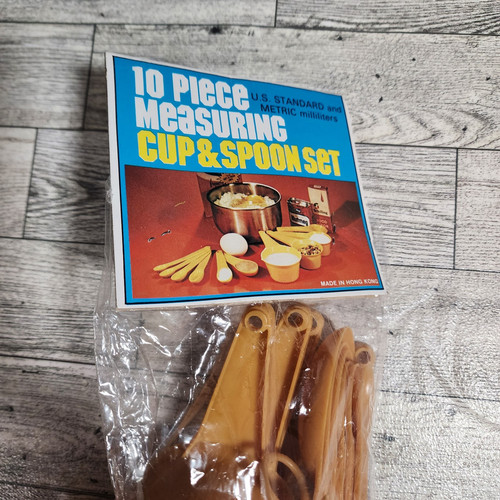 10 Piece
U.S. STANDARD and
METRIC milliliters
MeaSURING
CUP & SPOON SeT
MADE IN HONG KONG